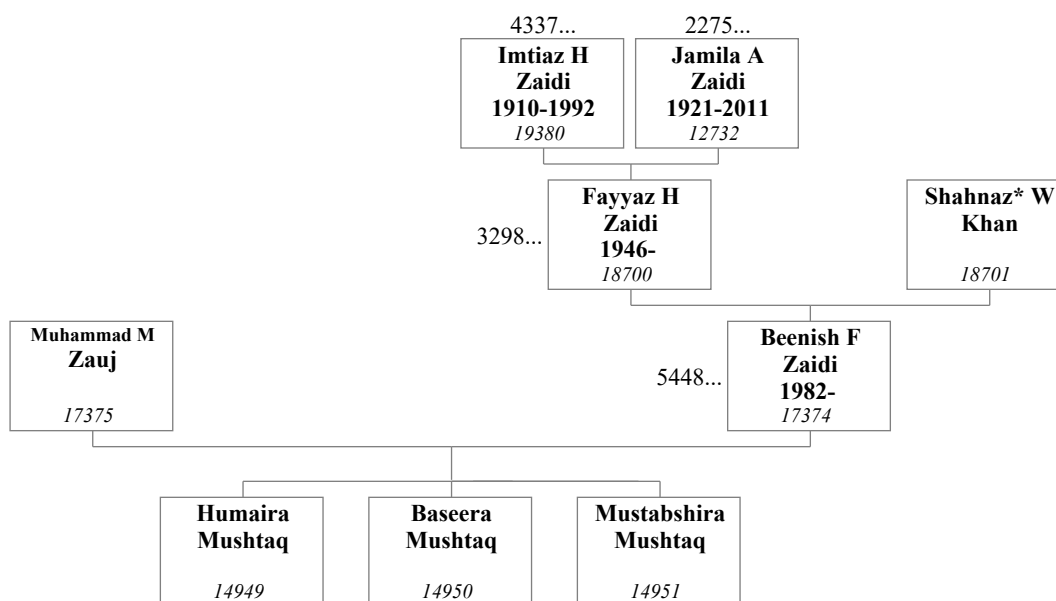 4337...
2275...
Imtiaz H
Zaidi
1910-1992
19380
Jamila A
Zaidi
1921-2011
12732
3298...
Fayyaz H
Zaidi
1946-
18700
Shahnaz* W
Khan
18701
Muhammad M
Zauj
17375
5448...
Beenish F
Zaidi
1982-
17374
Humaira
Mushtaq
14949
Baseera
Mushtaq
14950
Mustabshira
Mushtaq
14951